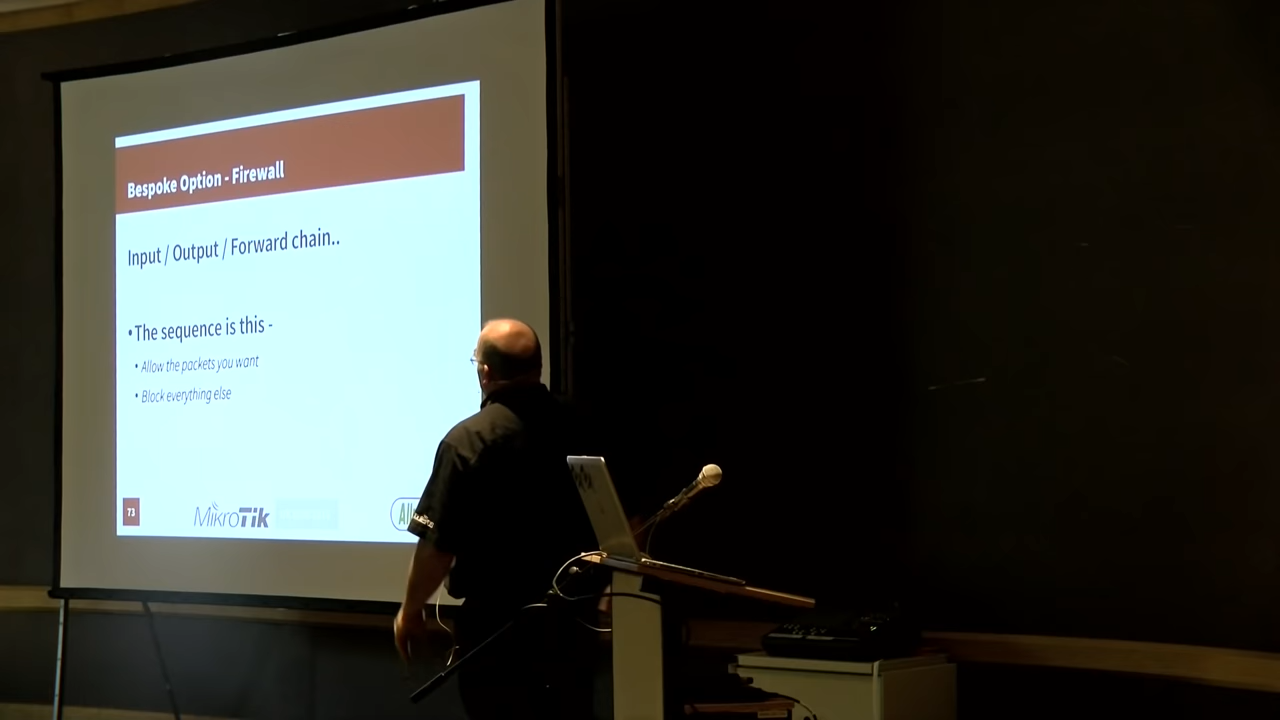 Bespoke Option - Firewall
Input / Output / Forward chain..
•The sequence is this -
• Allow the packets you want
• Block everything else
73
MikroTik